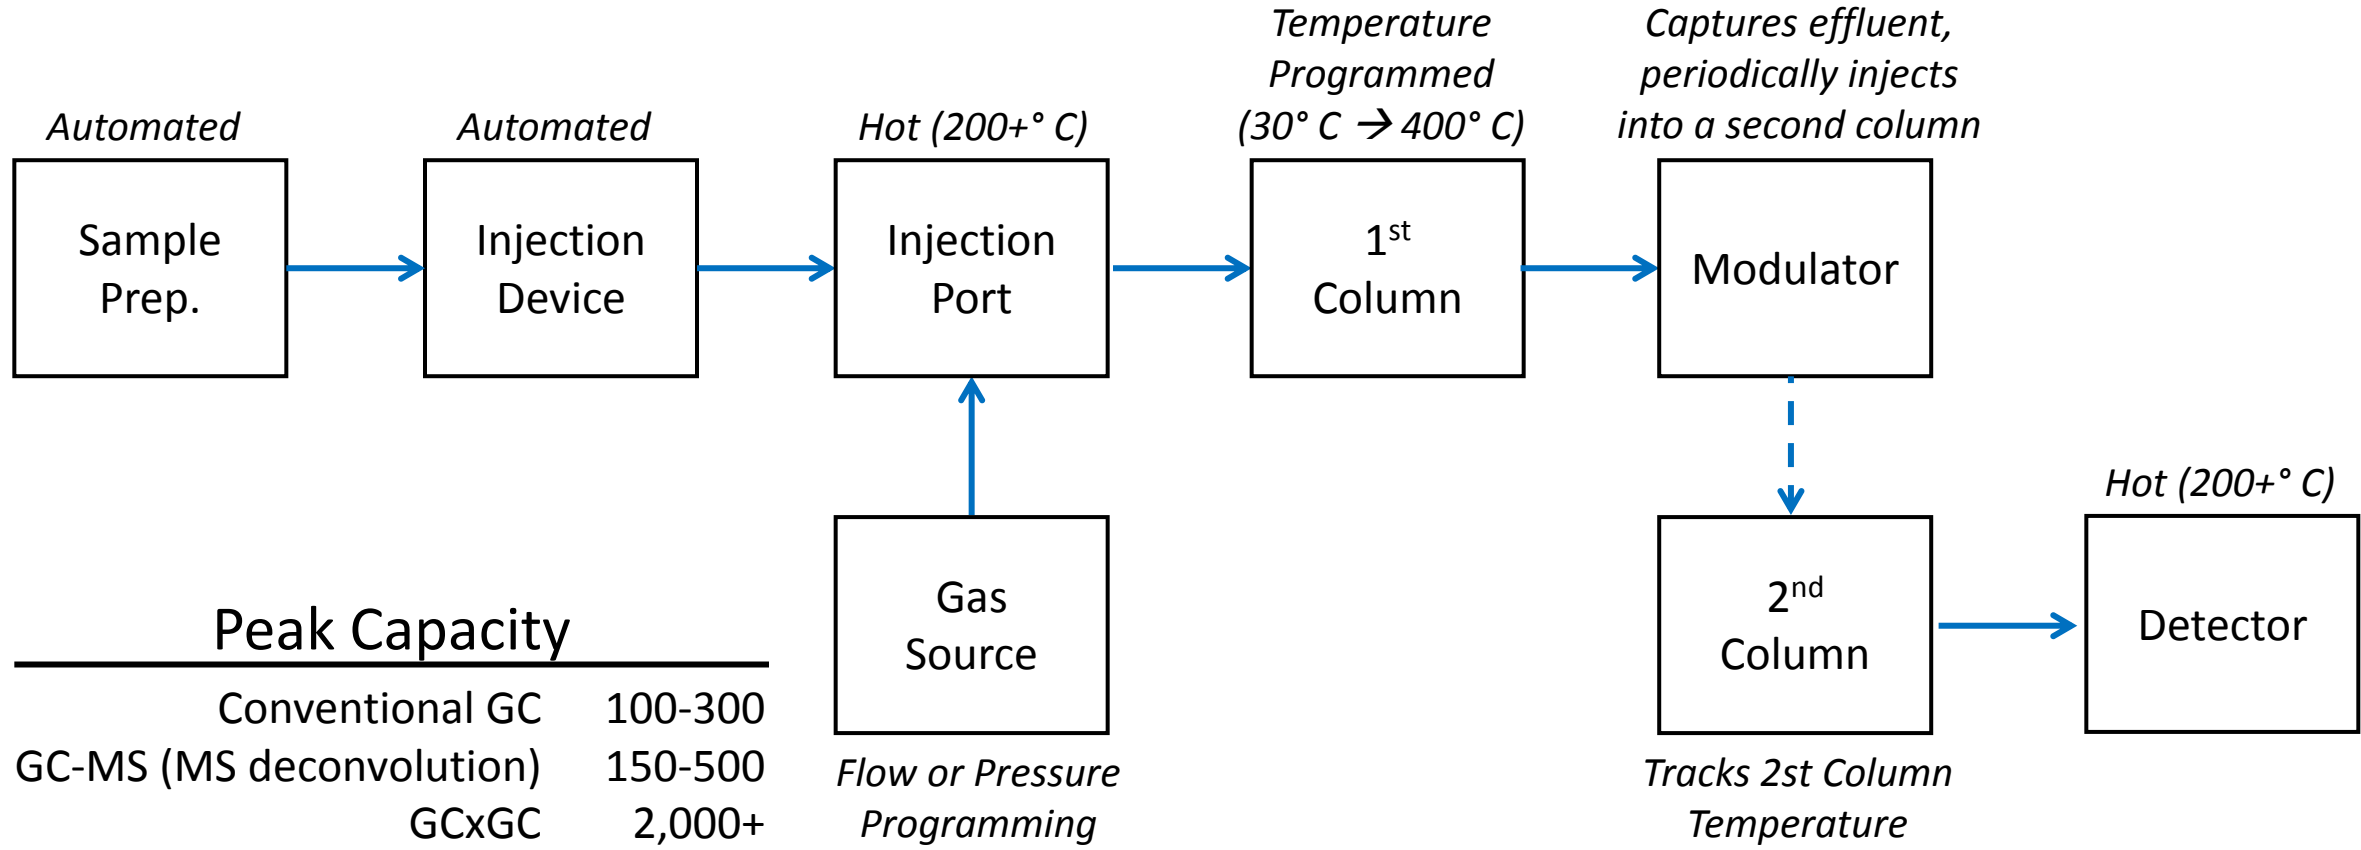 Automated
Sample
Prep.
Automated
Injection
Device
Hot (200+° C)
Injection
Port
Temperature
Programmed
(30° C → 400° C)
1st
Column
Captures effluent,
periodically injects
into a second column
Modulator
Gas
Source
Flow or Pressure
Programming
2nd
Column
Tracks 2st Column
Temperature
Hot (200+° C)
Detector
Peak Capacity
Conventional GC 100-300
GC-MS (MS deconvolution) 150-500
GCxGC 2,000+